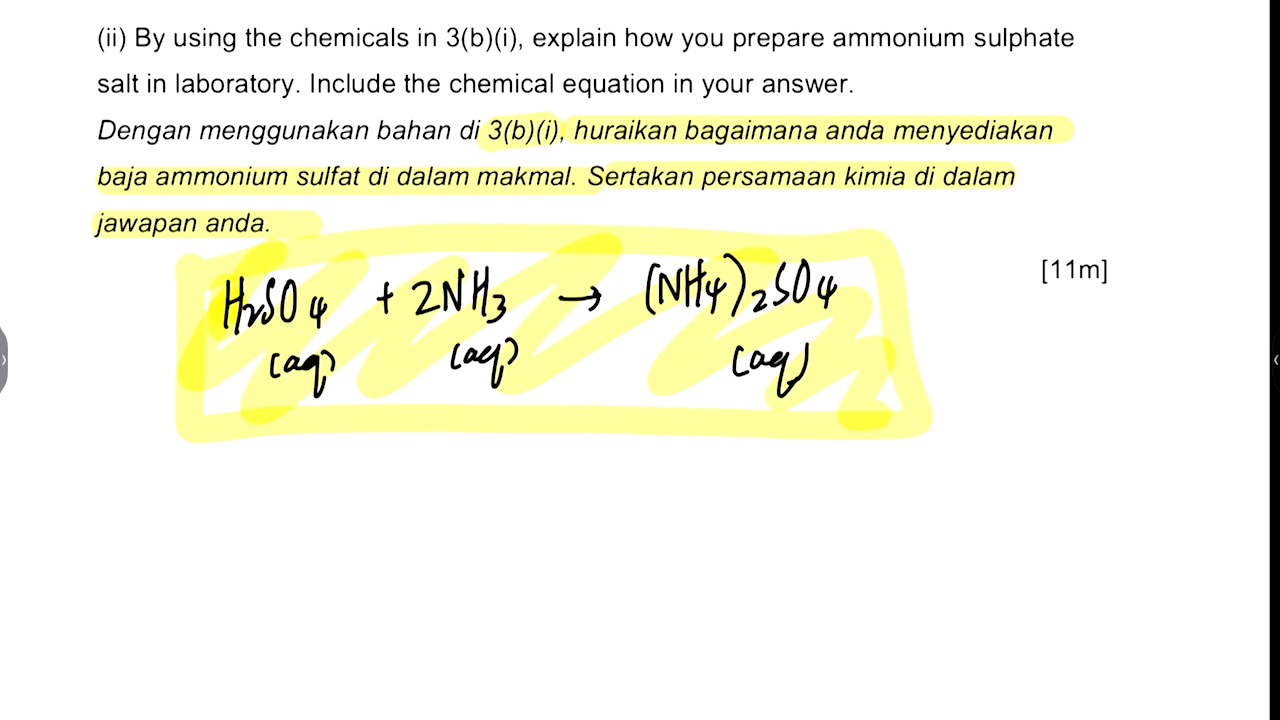 (ii) By using the chemicals in 3(b)(i), explain how you prepare ammonium sulphate
salt in laboratory. Include the chemical equation in your answer.
Dengan menggunakan bahan di 3(b)(i), huraikan bagaimana anda menyediakan
baja ammonium sulfat di dalam makmal. Sertakan persamaan kimia di dalam
jawapan anda.
[11m]
H₂SO₄ + 2NH₃ → (NH₄)₂SO₄
(aq) (aq) (aq)